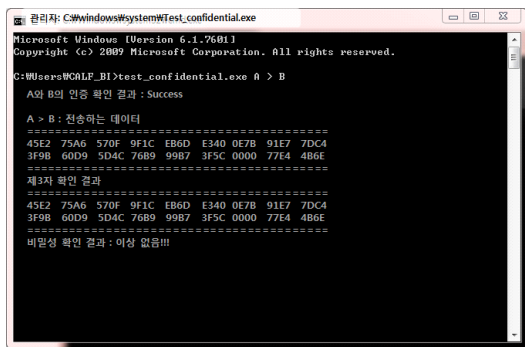 관리자: C:₩windows₩system₩Test_confidential.exe
Microsoft Windows [Version 6.1.7601]
Copyright (c) 2009 Microsoft Corporation. All rights reserved.
C:₩Users₩CALF_BI>test_confidential.exe A > B
A와 B의 인증 확인 결과 : Success
A > B : 전송하는 데이터
===========================================
45E2 75A6 570F 9F1C EB6D E340 0E7B 91E7 7DC4
3F9B 60D9 5D4C 76B9 99B7 3F5C 0000 77E4 4B6E
===========================================
제3자 확인 결과
===========================================
45E2 75A6 570F 9F1C EB6D E340 0E7B 91E7 7DC4
3F9B 60D9 5D4C 76B9 99B7 3F5C 0000 77E4 4B6E
===========================================
비밀성 확인 결과 : 이상 없음!!!